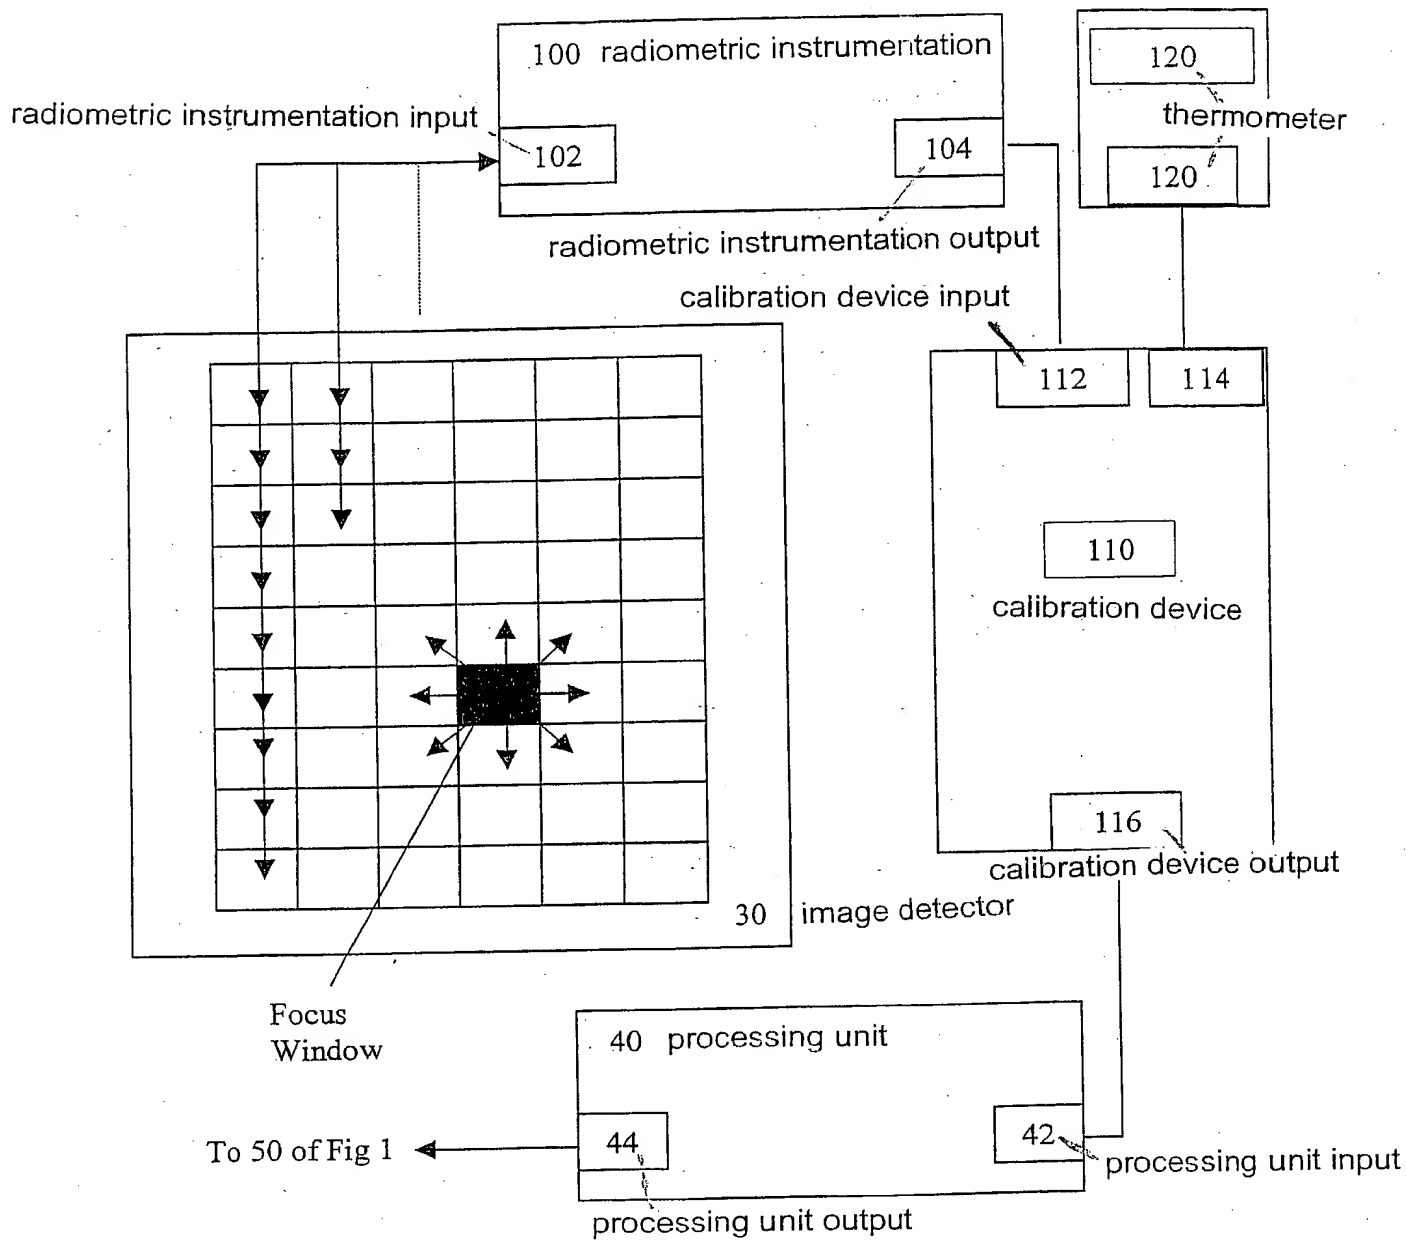 100 radiometric instrumentation
120
radiometric instrumentation input
thermometer
102
104
120
radiometric instrumentation output
calibration device input
112
114
110
calibration device
116
calibration device output
30 image detector
Focus
Window
40 processing unit
44
42
To 50 of Fig 1
processing unit input
processing unit output